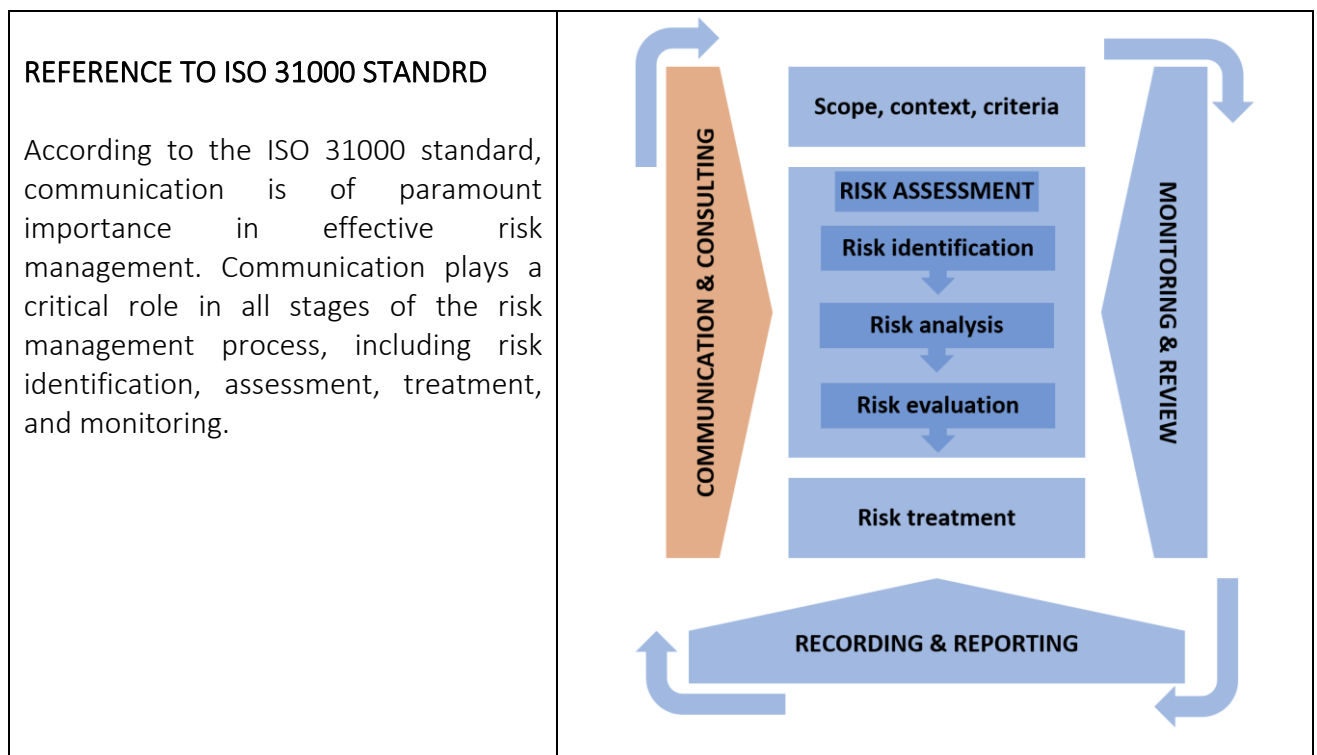 REFERENCE TO ISO 31000 STANDRD
According to the ISO 31000 standard,
communication is of paramount
importance in effective risk
management. Communication plays a
critical role in all stages of the risk
management process, including risk
identification, assessment, treatment,
and monitoring.
COMMUNICATION & CONSULTING
Scope, context, criteria
RISK ASSESSMENT
Risk identification
Risk analysis
Risk evaluation
Risk treatment
MONITORING & REVIEW
RECORDING & REPORTING